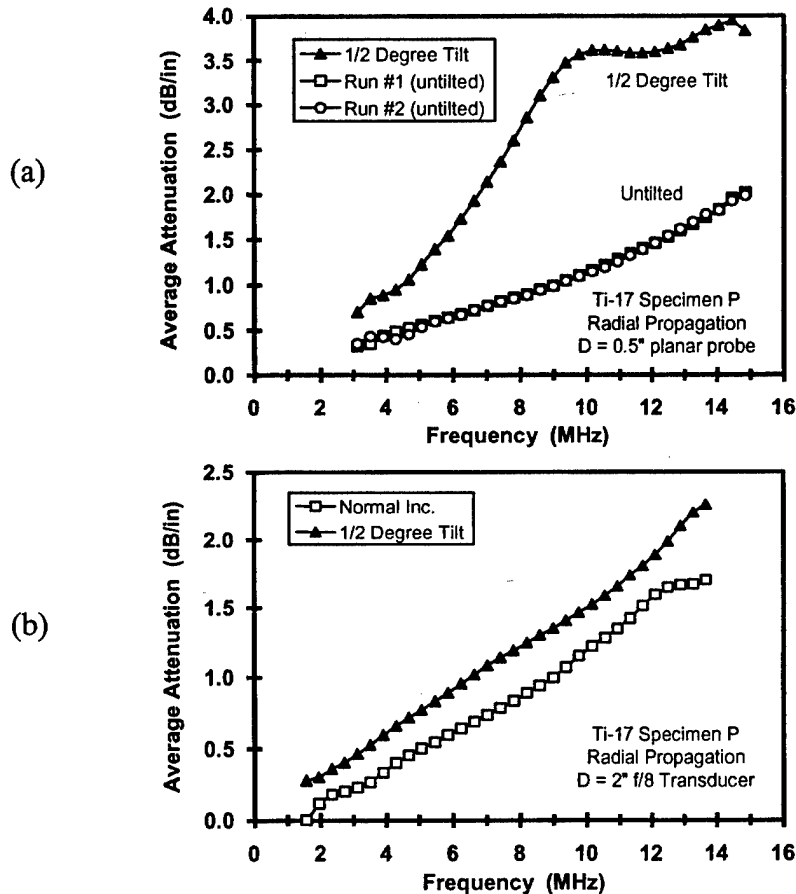 (a)
Average Attenuation (dB/in)
4.0
3.5
3.0
2.5
2.0
1.5
1.0
0.5
0.0
1/2 Degree Tilt
Run #1 (untilted)
Run #2 (untilted)
1/2 Degree Tilt
Untilted
Ti-17 Specimen P
Radial Propagation
D = 0.5" planar probe
0 2 4 6 8 10 12 14 16
Frequency (MHz)
(b)
Average Attenuation (dB/in)
2.5
2.0
1.5
1.0
0.5
0.0
Normal Inc.
1/2 Degree Tilt
Ti-17 Specimen P
Radial Propagation
D = 2" f/8 Transducer
0 2 4 6 8 10 12 14 16
Frequency (MHz)